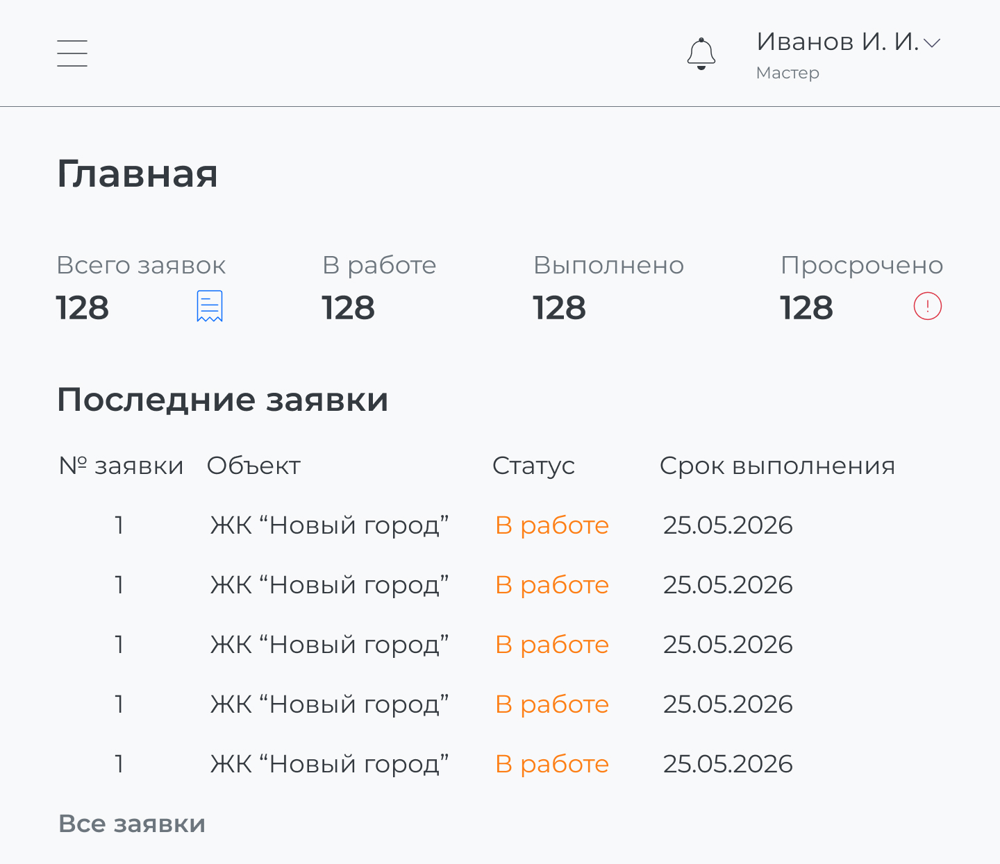 Иванов И. И.
Мастер
Главная
Всего заявок В работе Выполнено Просрочено
128 128 128 128
Последние заявки
№ заявки Объект Статус Срок выполнения
1 ЖК “Новый город” В работе 25.05.2026
1 ЖК “Новый город” В работе 25.05.2026
1 ЖК “Новый город” В работе 25.05.2026
1 ЖК “Новый город” В работе 25.05.2026
1 ЖК “Новый город” В работе 25.05.2026
Все заявки